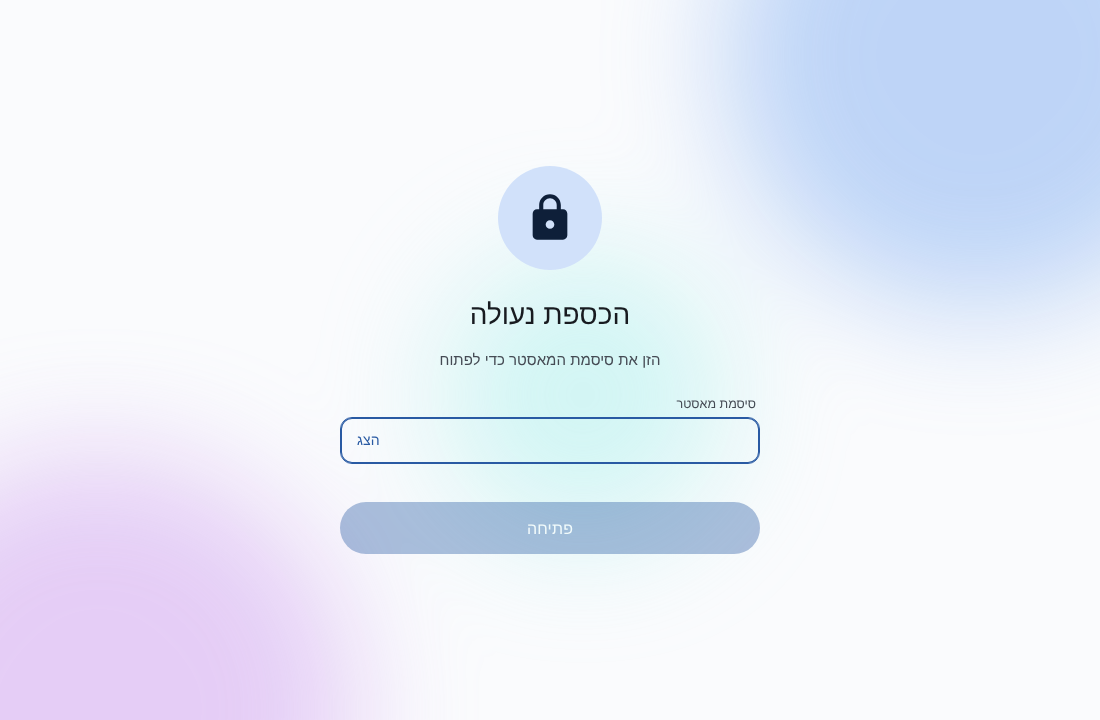 הכספת נעולה
הזן את סיסמת המאסטר כדי לפתוח
סיסמת מאסטר
הצג
פתיחה